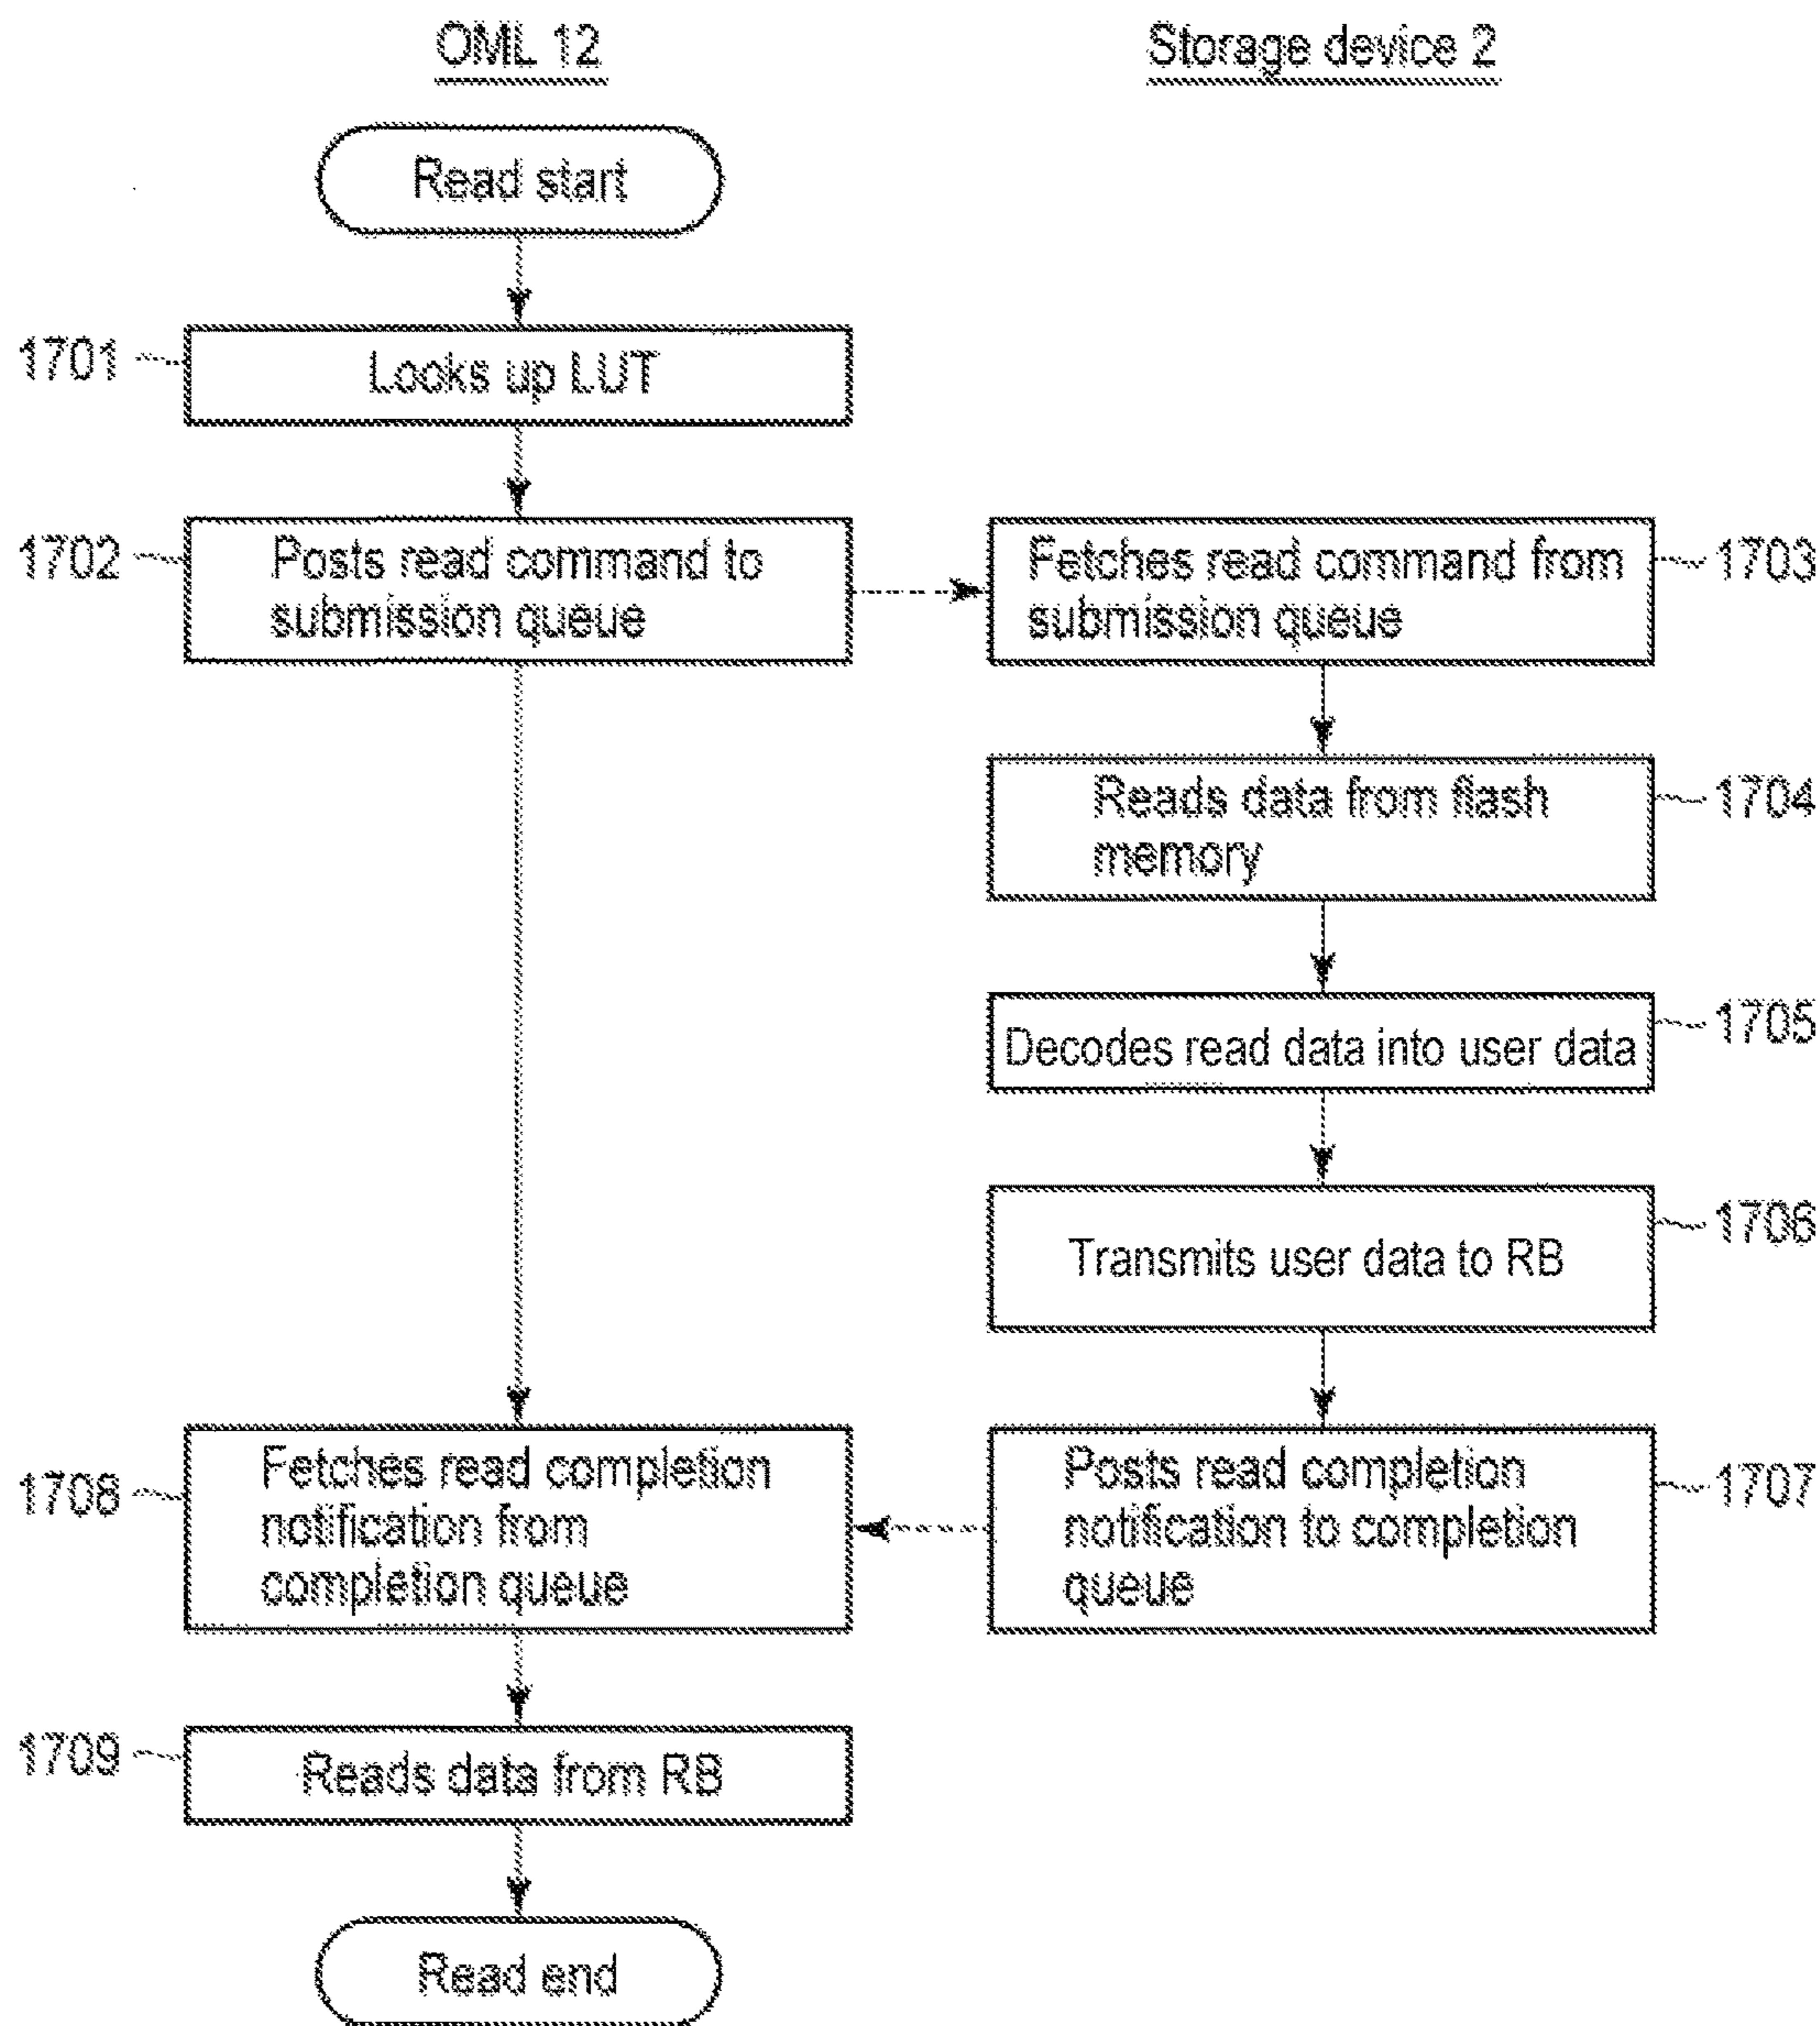 OML 12
Storage device 2
Read start
1701
Looks up LUT
1702
Posts read command to
submission queue
Fetches read command from
submission queue
1703
Reads data from flash
memory
1704
Decodes read data into user data
1705
Transmits user data to RB
1706
1708
Fetches read completion
notification from
completion queue
Posts read completion
notification to completion
queue
1707
1709
Reads data from RB
Read end